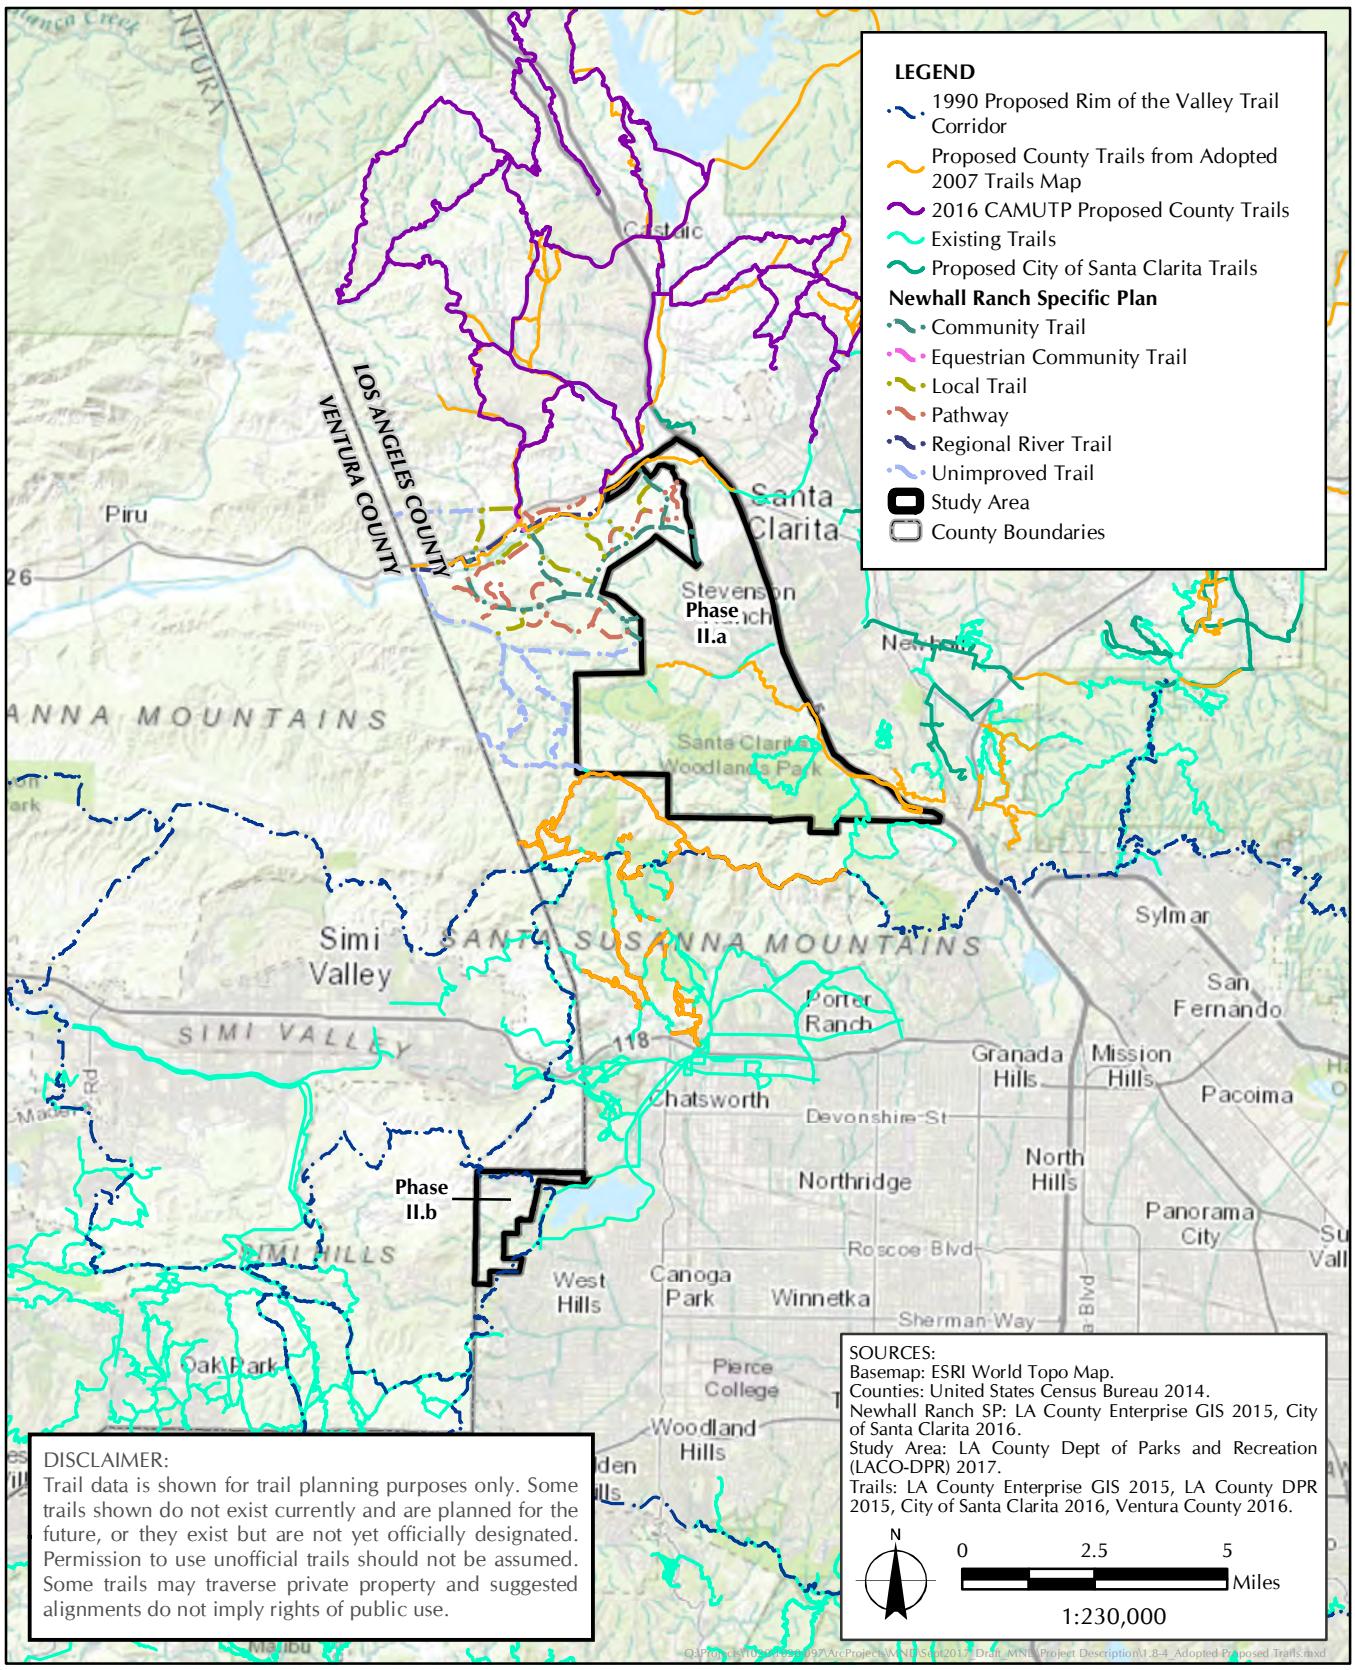 LEGEND
1990 Proposed Rim of the Valley Trail
Corridor
Proposed County Trails from Adopted
2007 Trails Map
2016 CAMUTP Proposed County Trails
Existing Trails
Proposed City of Santa Clarita Trails
Newhall Ranch Specific Plan
Community Trail
Equestrian Community Trail
Local Trail
Pathway
Regional River Trail
Unimproved Trail
Study Area
County Boundaries
NTURA
Castaic
LOS ANGELES COUNTY
VENTURA COUNTY
Piru
26
Santa
Clarita
Stevenson
Ranch
Phase
II.a
ANNA MOUNTAINS
Santa Clarita
Woodlands Park
Simi
Valley
SANTA SUSANNA MOUNTAINS
Sylmar
San
Fernando
Porter
Ranch
SIMI VALLEY
118
Granada
Hills
Mission
Hills
Pacoima
Chatsworth
Devonshire St
North
Hills
Northridge
Phase
II.b
Panorama
City
SIMI HILLS
Roscoe Blvd
West
Hills
Canoga
Park
Winnetka
Sherman Way
Oak Park
Pierce
College
Woodland
Hills
SOURCES:
Basemap: ESRI World Topo Map.
Counties: United States Census Bureau 2014.
Newhall Ranch SP: LA County Enterprise GIS 2015, City
of Santa Clarita 2016.
Study Area: LA County Dept of Parks and Recreation
(LACO-DPR) 2017.
Trails: LA County Enterprise GIS 2015, LA County DPR
2015, City of Santa Clarita 2016, Ventura County 2016.
N
0 2.5 5
Miles
1:230,000
DISCLAIMER:
Trail data is shown for trail planning purposes only. Some
trails shown do not exist currently and are planned for the
future, or they exist but are not yet officially designated.
Permission to use unofficial trails should not be assumed.
Some trails may traverse private property and suggested
alignments do not imply rights of public use.
Malibu